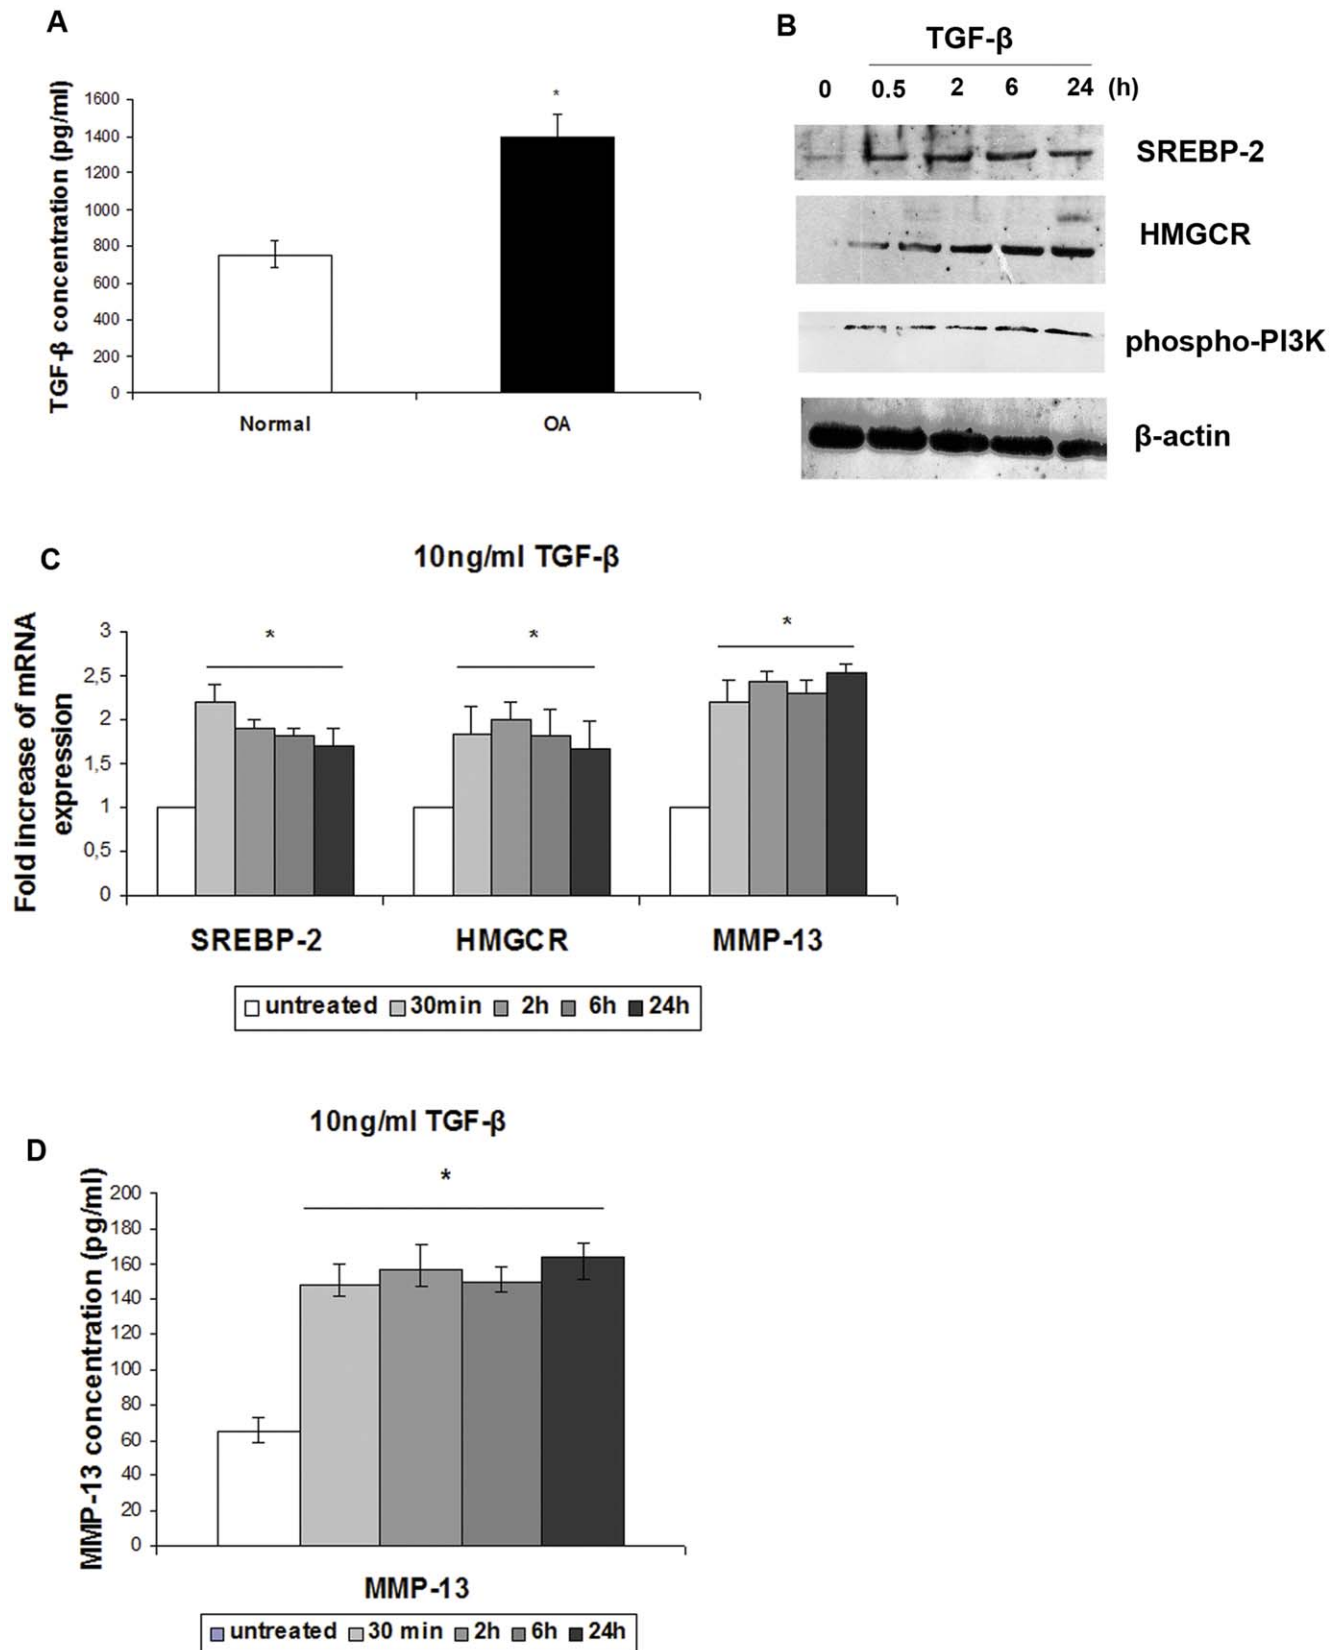 A
TGF-β concentration (pg/ml)
1600
1400
1200
1000
800
600
400
200
0
*
Normal
OA
B
TGF-β
0 0.5 2 6 24 (h)
SREBP-2
HMGCR
phospho-PI3K
β-actin
C
10ng/ml TGF-β
Fold increase of mRNA
expression
3
2,5
2
1,5
1
0,5
0
* * *
SREBP-2 HMGCR MMP-13
untreated 30min 2h 6h 24h
D
10ng/ml TGF-β
MMP-13 concentration (pg/ml)
200
180
160
140
120
100
80
60
40
20
0
*
MMP-13
untreated 30 min 2h 6h 24h